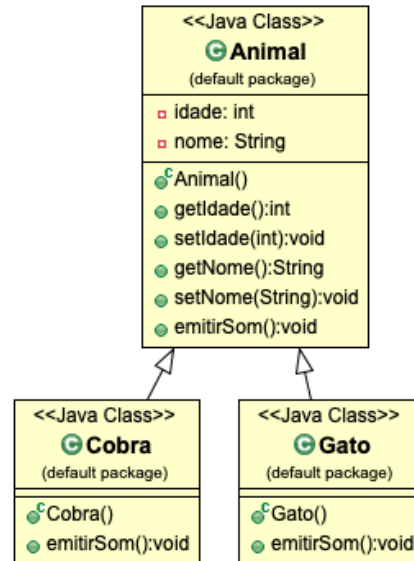 <<Java Class>>
Animal
(default package)
idade: int
nome: String
Animal()
getIdade():int
setIdade(int):void
getNome():String
setNome(String):void
emitirSom():void
<<Java Class>>
Cobra
(default package)
Cobra()
emitirSom():void
<<Java Class>>
Gato
(default package)
Gato()
emitirSom():void